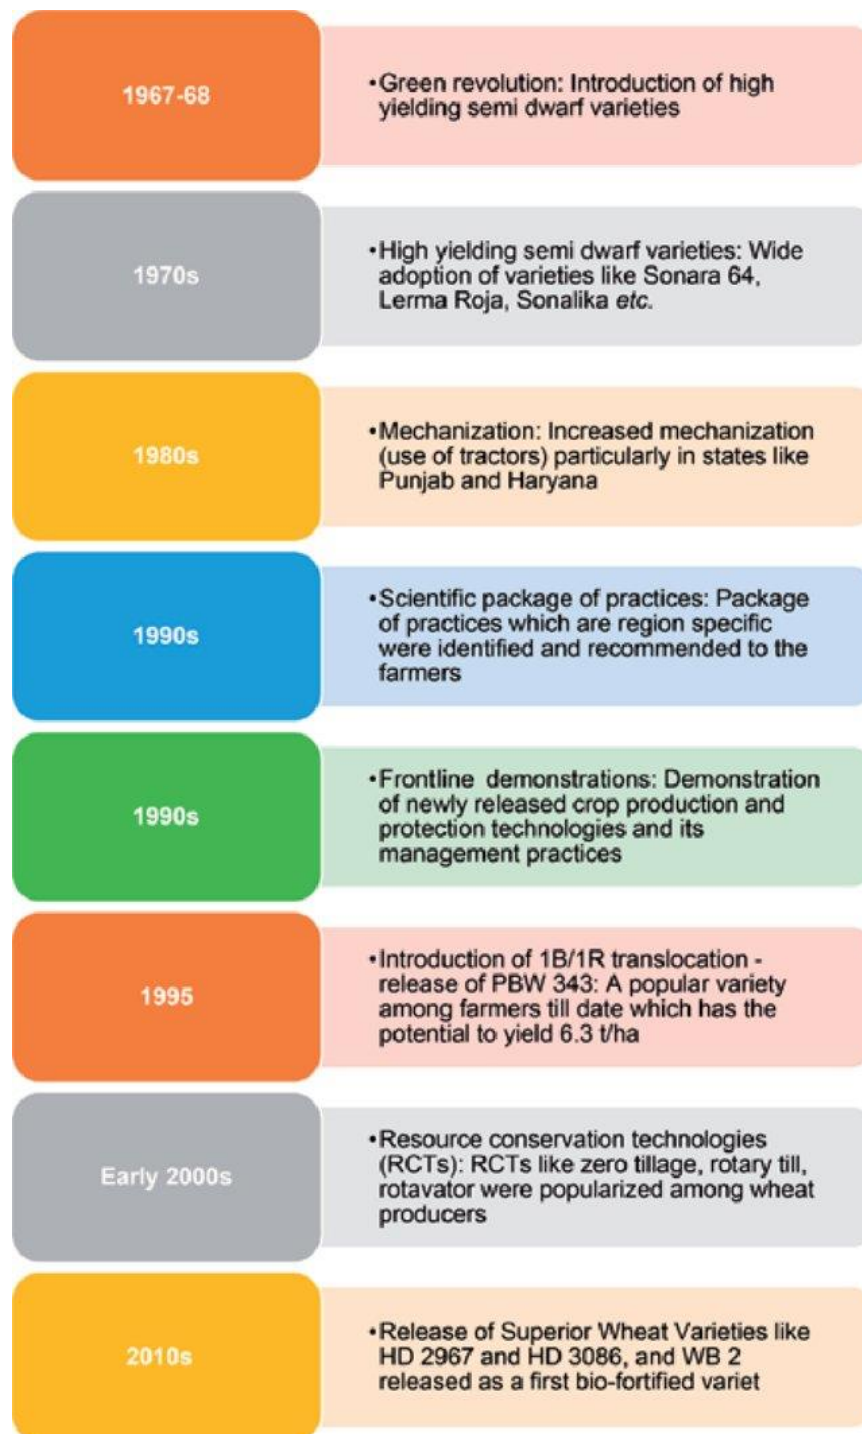 1967-68
•Green revolution: Introduction of high
yielding semi dwarf varieties
1970s
•High yielding semi dwarf varieties: Wide
adoption of varieties like Sonara 64,
Lerma Roja, Sonalika etc.
1980s
•Mechanization: Increased mechanization
(use of tractors) particularly in states like
Punjab and Haryana
1990s
•Scientific package of practices: Package
of practices which are region specific
were identified and recommended to the
farmers
1990s
•Frontline demonstrations: Demonstration
of newly released crop production and
protection technologies and its
management practices
1995
•Introduction of 1B/1R translocation -
release of PBW 343: A popular variety
among farmers till date which has the
potential to yield 6.3 t/ha
Early 2000s
•Resource conservation technologies
(RCTs): RCTs like zero tillage, rotary till,
rotavator were popularized among wheat
producers
2010s
•Release of Superior Wheat Varieties like
HD 2967 and HD 3086, and WB 2
released as a first bio-fortified variet